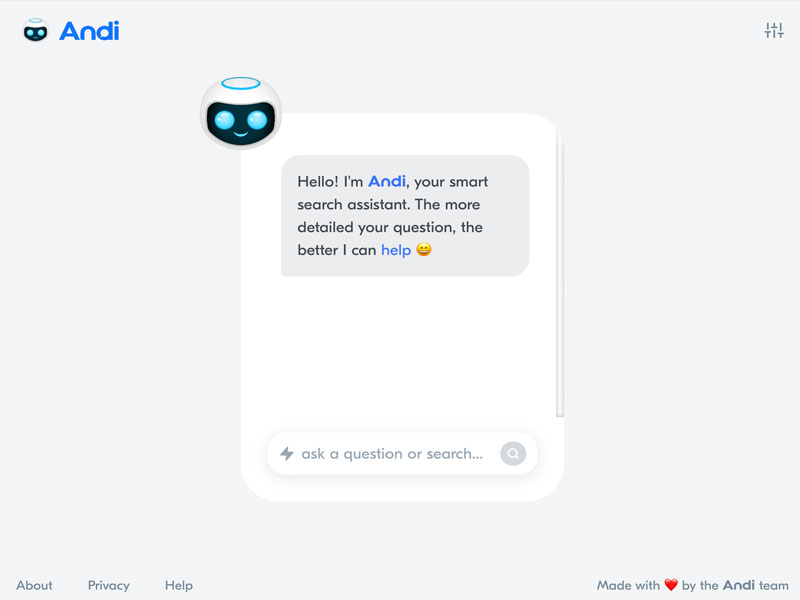 Andi
Hello! I'm Andi, your smart
search assistant. The more
detailed your question, the
better I can help 😄
ask a question or search...
About Privacy Help
Made with ❤️ by the Andi team